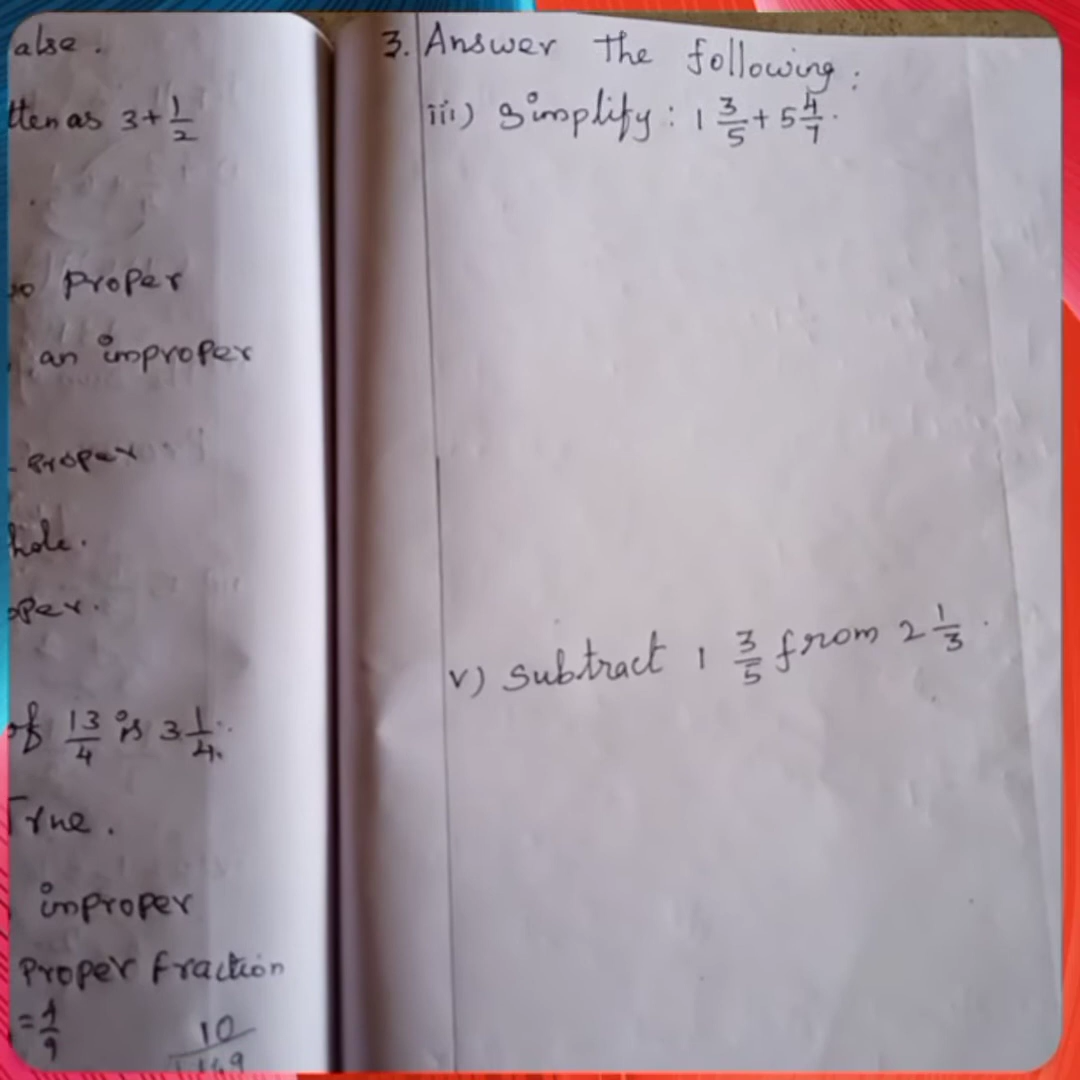 alse.
tten as 3+1/2
Proper
an improper
Proper
hole.
oper.
of 13/4 is 3 1/4.
True.
improper
Proper fraction
= 1/9
10
3. Answer the following:
iii) Simplify: 1 3/5 + 5 4/7.
v) Subtract 1 3/5 from 2 1/3.